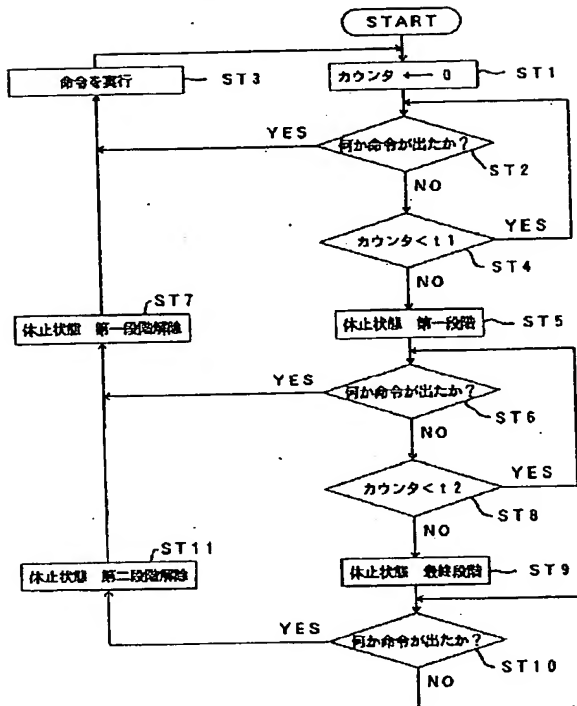 START
命令を実行
ST3
カウンタ ← 0
ST1
YES
何か命令が出たか？
ST2
NO
カウンタ＜t1
YES
ST4
NO
ST7
休止状態 第一段階解除
休止状態 第一段階
ST5
YES
何か命令が出たか？
ST6
NO
カウンタ＜t2
YES
ST8
NO
ST11
休止状態 第二段階解除
休止状態 最終段階
ST9
YES
何か命令が出たか？
ST10
NO